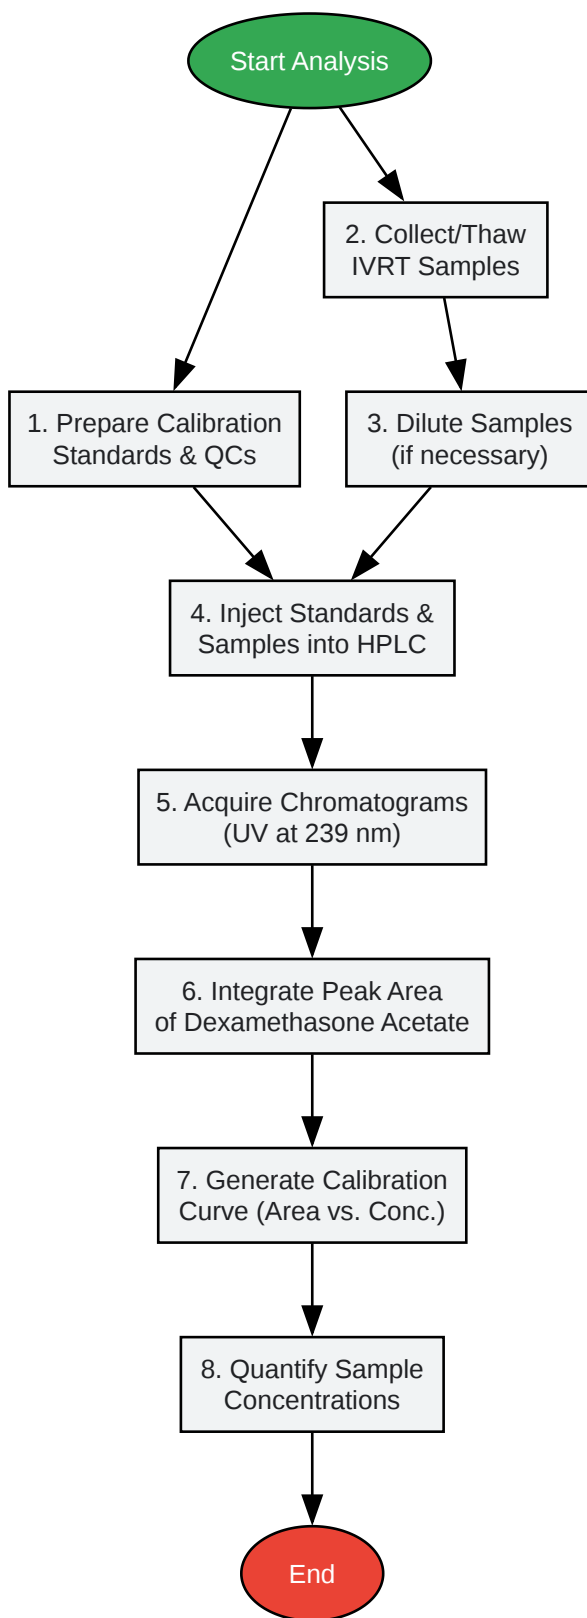 Start Analysis
2. Collect/Thaw
IVRT Samples
1. Prepare Calibration
Standards & QCs
3. Dilute Samples
(if necessary)
4. Inject Standards &
Samples into HPLC
5. Acquire Chromatograms
(UV at 239 nm)
6. Integrate Peak Area
of Dexamethasone Acetate
7. Generate Calibration
Curve (Area vs. Conc.)
8. Quantify Sample
Concentrations
End